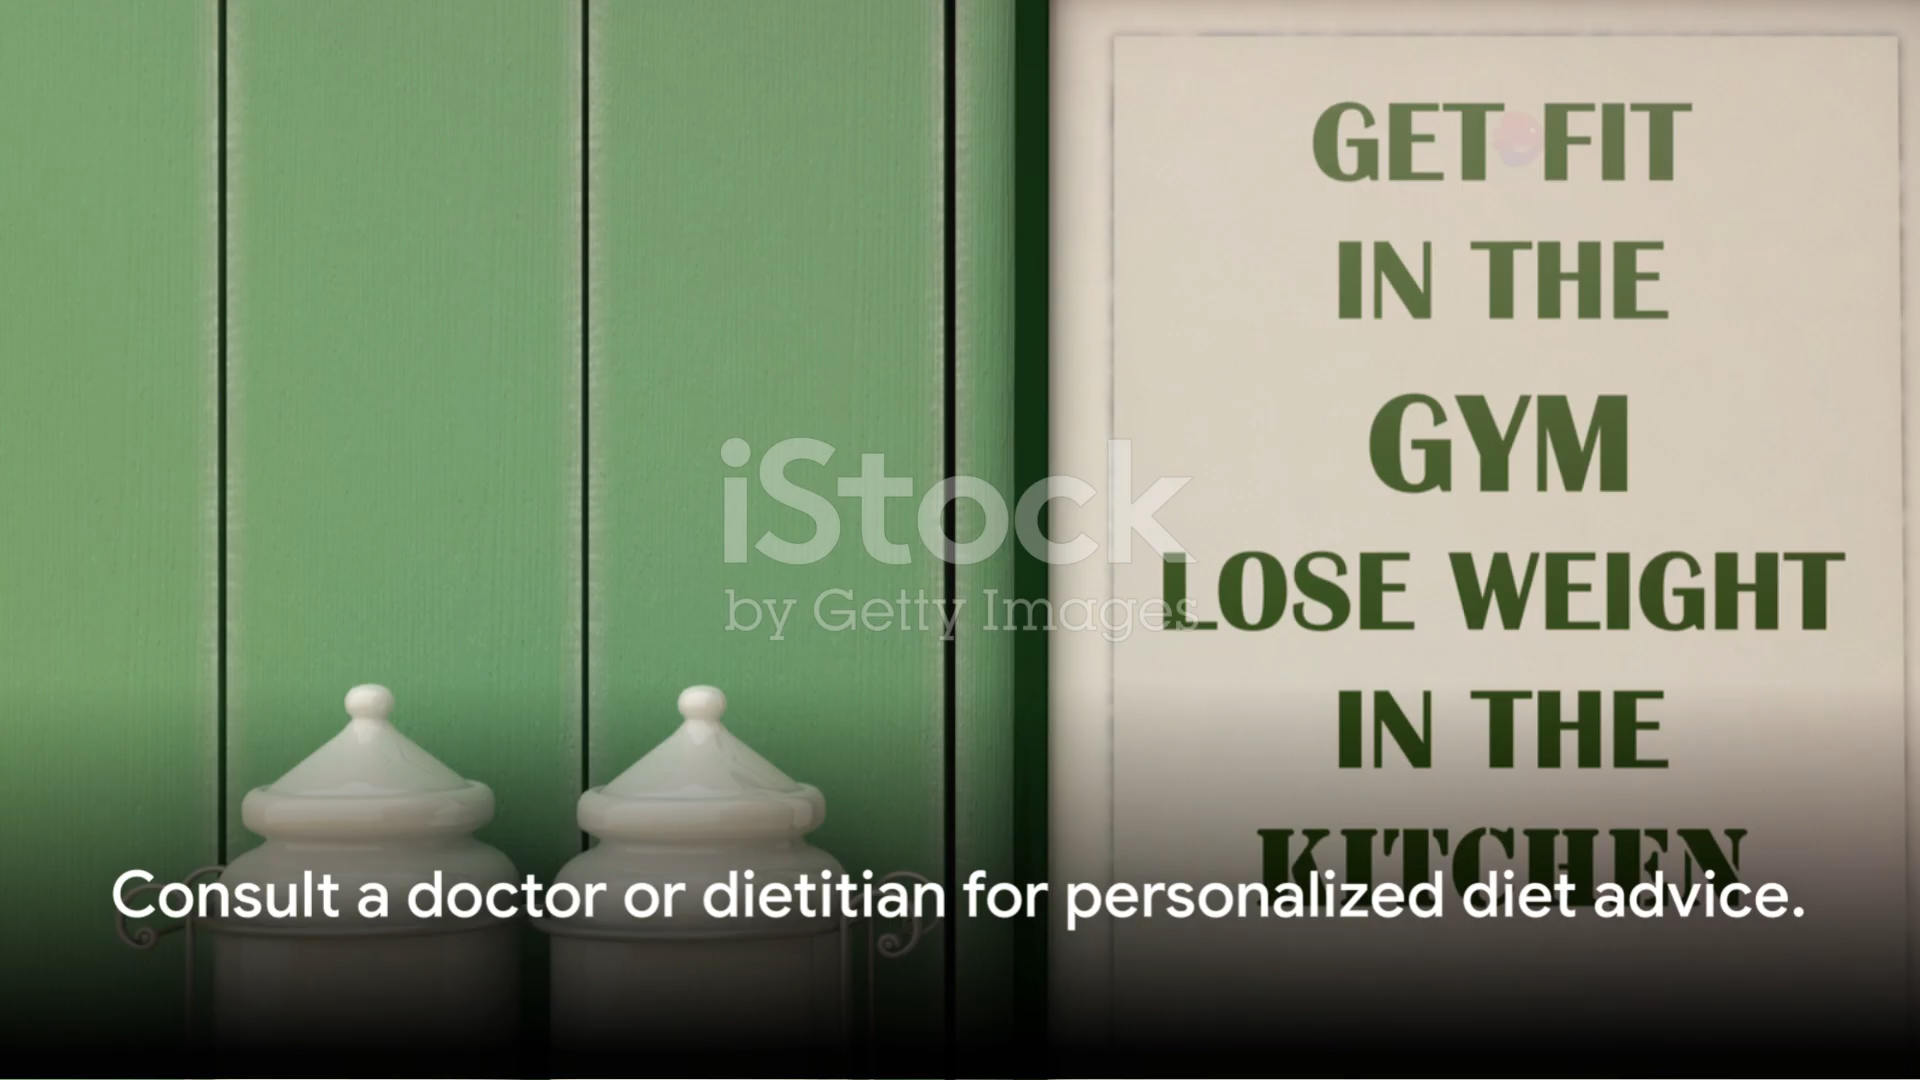 GET FIT
IN THE
GYM
LOSE WEIGHT
IN THE
KITCHEN
iStock
by Getty Images
Consult a doctor or dietitian for personalized diet advice.